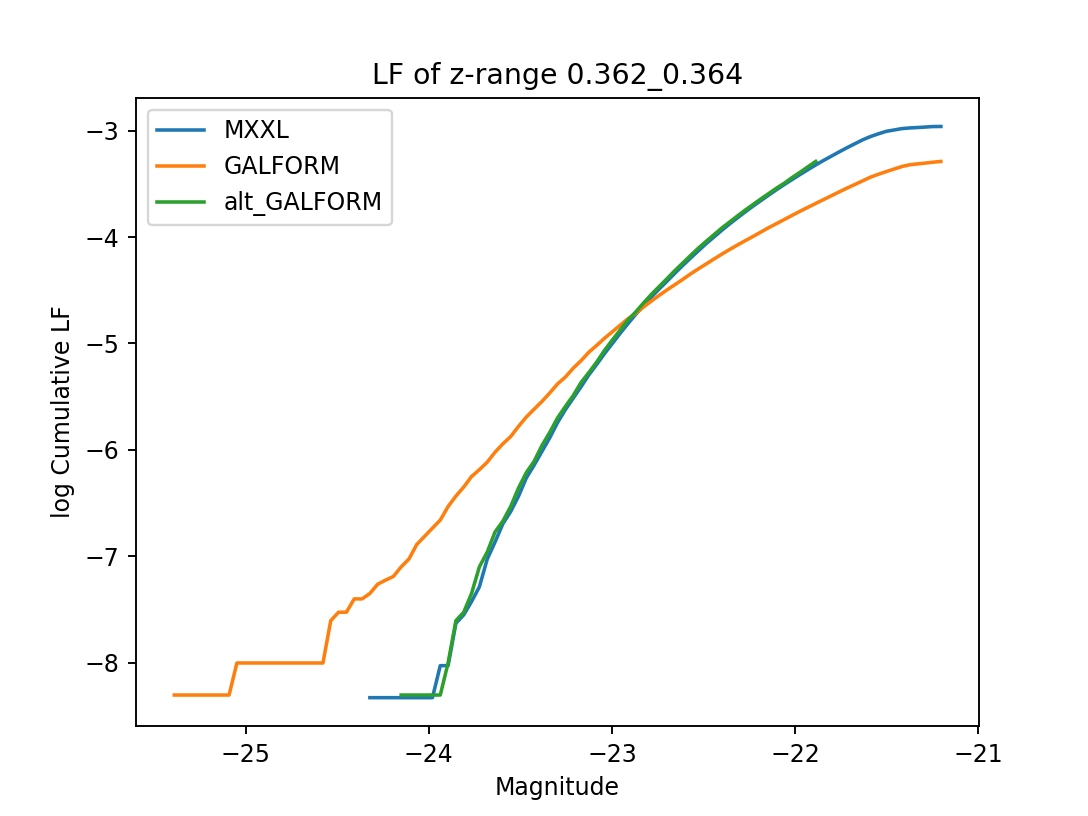 LF of z-range 0.362_0.364
MXXL
GALFORM
alt_GALFORM
−3
−4
−5
−6
−7
−8
log Cumulative LF
−25
−24
−23
−22
−21
Magnitude